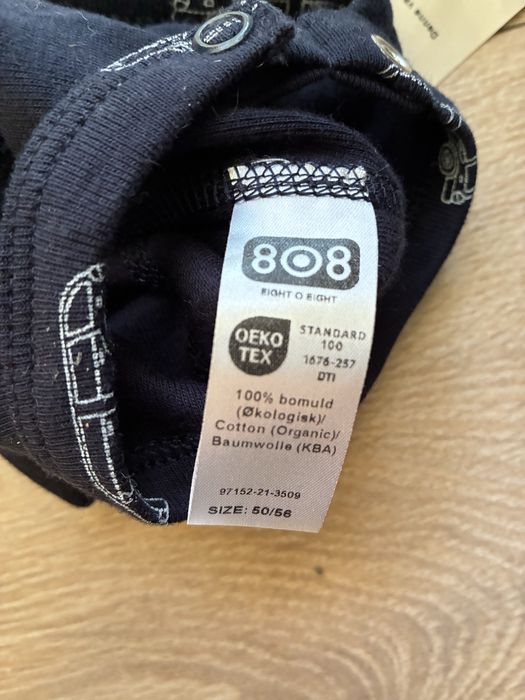 8O8
EIGHT O EIGHT
OEKO
TEX
STANDARD
100
1676-257
DTI
100% bomuld
(Økologisk)/
Cotton (Organic)/
Baumwolle (KBA)
97152-21-3509
SIZE: 50/56